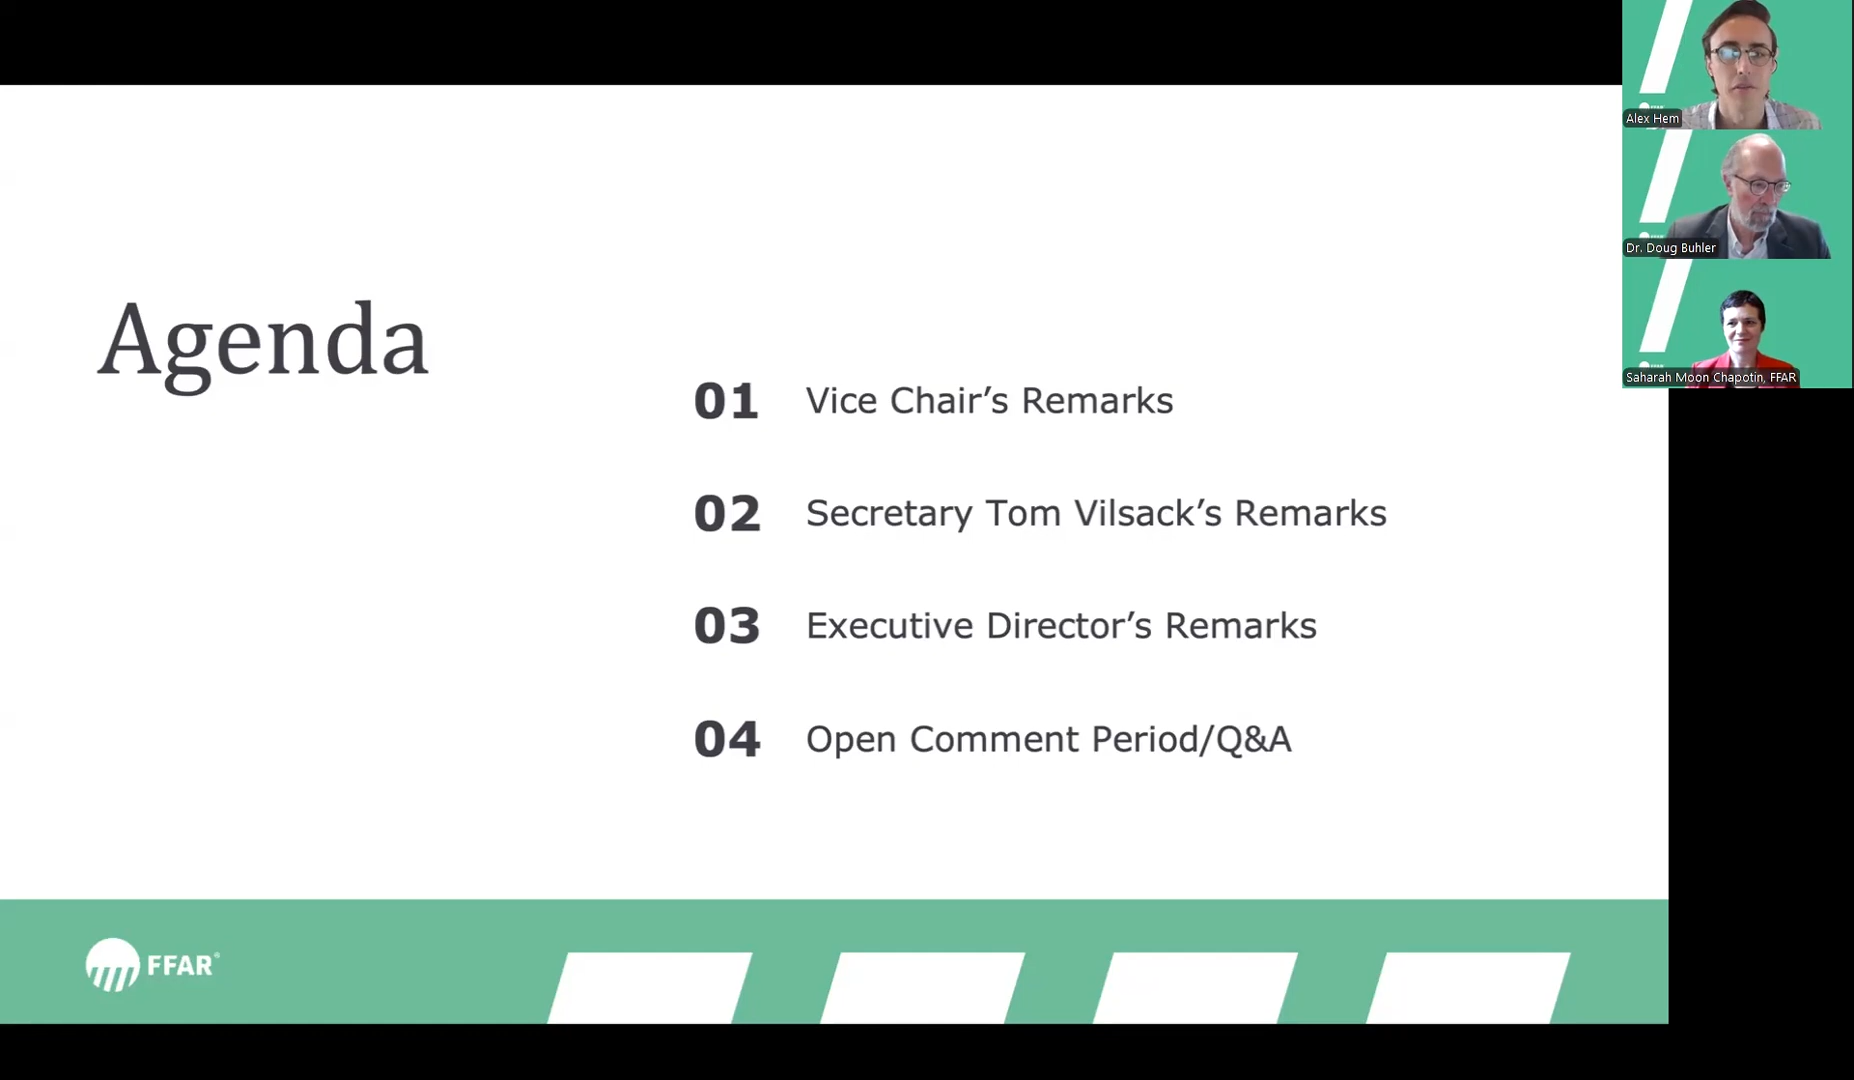 Agenda
01 Vice Chair’s Remarks
02 Secretary Tom Vilsack’s Remarks
03 Executive Director’s Remarks
04 Open Comment Period/Q&A
FFAR®
Alex Hem
Dr. Doug Buhler
Saharah Moon Chapotin, FFAR